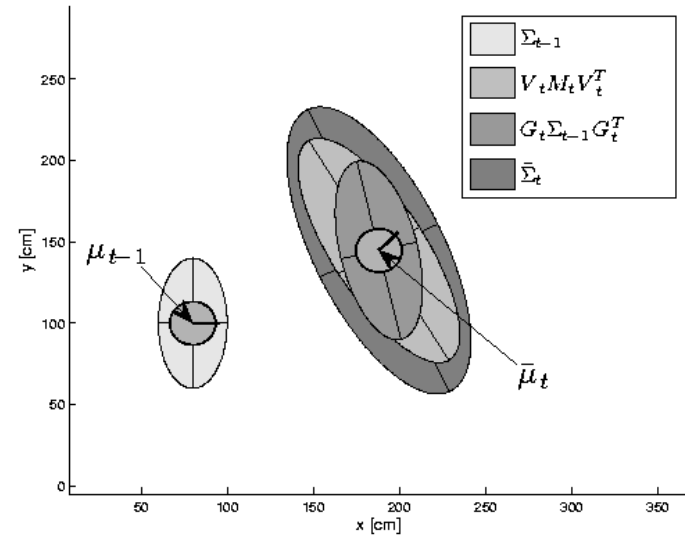 Σ_{t-1}
V_t M_t V_t^T
G_t Σ_{t-1} G_t^T
Σ̄_t
250
200
150
100
50
0
y [cm]
μ_{t-1}
μ̄_t
50 100 150 200 250 300 350
x [cm]